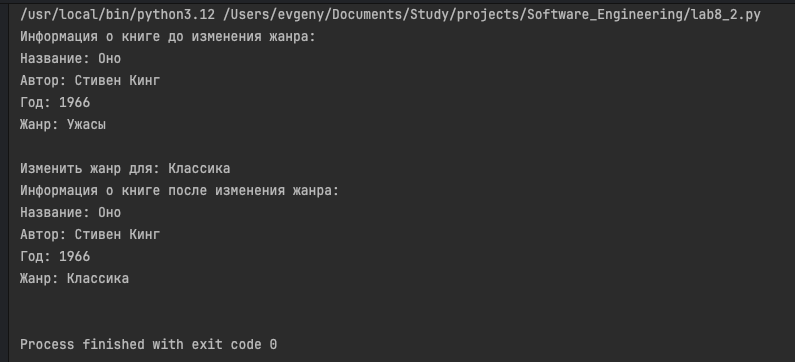 /usr/local/bin/python3.12 /Users/evgeny/Documents/Study/projects/Software_Engineering/lab8_2.py
Информация о книге до изменения жанра:
Название: Оно
Автор: Стивен Кинг
Год: 1966
Жанр: Ужасы
Изменить жанр для: Классика
Информация о книге после изменения жанра:
Название: Оно
Автор: Стивен Кинг
Год: 1966
Жанр: Классика
Process finished with exit code 0